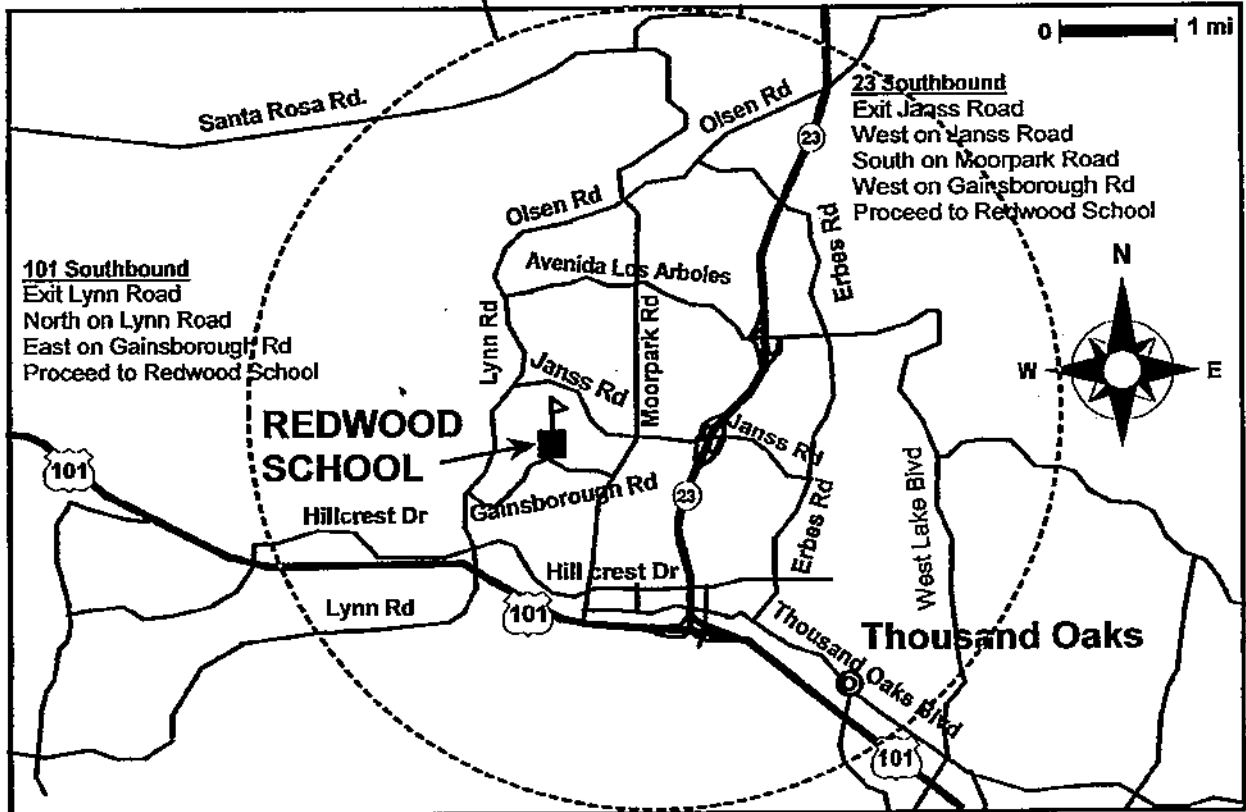 0 1 mi
Santa Rosa Rd.
Olsen Rd
23
23 Southbound
Exit Janss Road
West on Janss Road
South on Moorpark Road
West on Gainsborough Rd
Proceed to Redwood School
Olsen Rd
Erbes Rd
Avenida Los Arboles
101 Southbound
Exit Lynn Road
North on Lynn Road
East on Gainsborough Rd
Proceed to Redwood School
N
W
E
S
Lynn Rd
Moorpark Rd
Janss Rd
REDWOOD
SCHOOL
Janss Rd
101
Gainsborough Rd
23
Hillcrest Dr
Erbes Rd
West Lake Blvd
Hill crest Dr
Lynn Rd
101
Thousand Oaks
Thousand Oaks Blvd
101